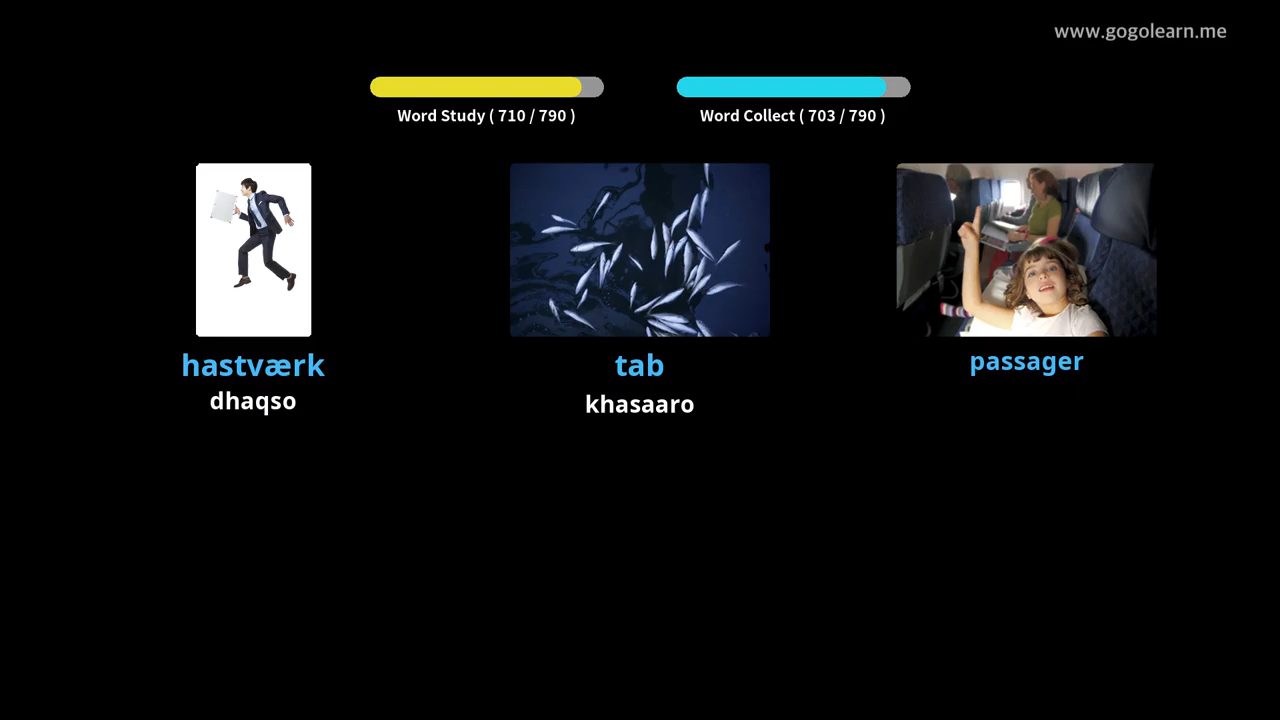 www.gogolearn.me
Word Study ( 710 / 790 )
Word Collect ( 703 / 790 )
hastværk
dhaqso
tab
khasaaro
passager